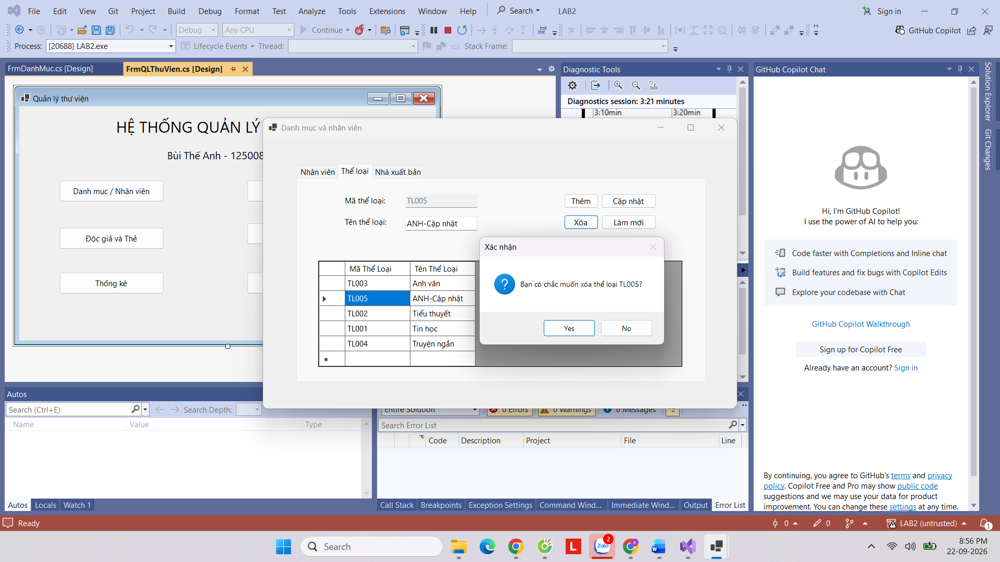 File Edit View Git Project Build Debug Format Test Analyze Tools Extensions Window Help Search LAB2 Sign in
Debug Any CPU Continue GitHub Copilot
Process: [20688] LAB2.exe Lifecycle Events Thread: Stack Frame:
FrmDanhMuc.cs [Design] FrmQLThuVien.cs [Design]
Quản lý thư viện
HỆ THỐNG QUẢN LÝ
Bùi Thế Anh - 125008
Danh mục / Nhân viên
Độc giả và Thẻ
Thống kê
Diagnostic Tools
Diagnostics session: 3:21 minutes
3:10min 3:20min
Danh mục và nhân viên
Nhân viên Thể loại Nhà xuất bản
Mã thể loại: TL005 Thêm Cập nhật
Tên thể loại: ANH-Cập nhật Xóa Làm mới
Mã Thể Loại Tên Thể Loại
TL003 Anh văn
TL005 ANH-Cập nhật
TL002 Tiểu thuyết
TL001 Tin học
TL004 Truyện ngắn
Xác nhận
Bạn có chắc muốn xóa thể loại TL005?
Yes No
GitHub Copilot Chat
Hi, I'm GitHub Copilot!
I use the power of AI to help you:
Code faster with Completions and Inline chat
Build features and fix bugs with Copilot Edits
Explore your codebase with Chat
GitHub Copilot Walkthrough
Sign up for Copilot Free
Already have an account? Sign in
By continuing, you agree to GitHub's terms and privacy
policy. Copilot Free and Pro may show public code
suggestions and we may use your data for product
improvement. You can change these settings at any time.
Solution Explorer
Git Changes
Autos
Search (Ctrl+E) Search Depth:
Name Value Type
Autos Locals Watch 1
Entire Solution 0 Errors 0 Warnings 0 Messages
Search Error List
Code Description Project File Line
Call Stack Breakpoints Exception Settings Command Wind... Immediate Wind... Output Error List
Ready 0 0 LAB2 (untrusted) 1
Search L Zalo 2 A W
8:56 PM
22-09-2026